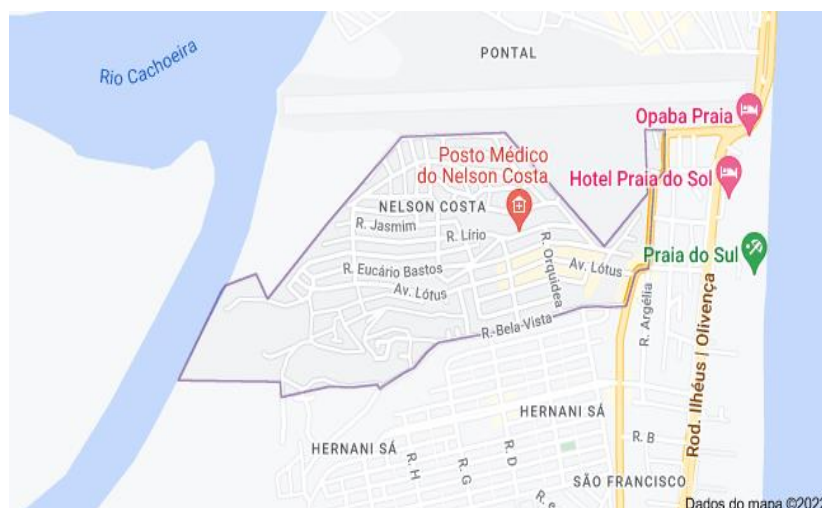 PONTAL
Rio Cachoeira
Opaba Praia
Posto Médico
do Nelson Costa
Hotel Praia do Sol
NELSON COSTA
R. Jasmim
R. Lírio
Praia do Sul
R. Orquidea
R. Eucário Bastos
Av. Lótus
Av. Lótus
R. Argélia
R.-Bela-Vista
Rod. Ilhéus | Olivença
HERNANI SÁ
HERNANI SÁ
R. H
R. G
R. D
R. B
SÃO FRANCISCO
R. e
Dados do mapa ©2022